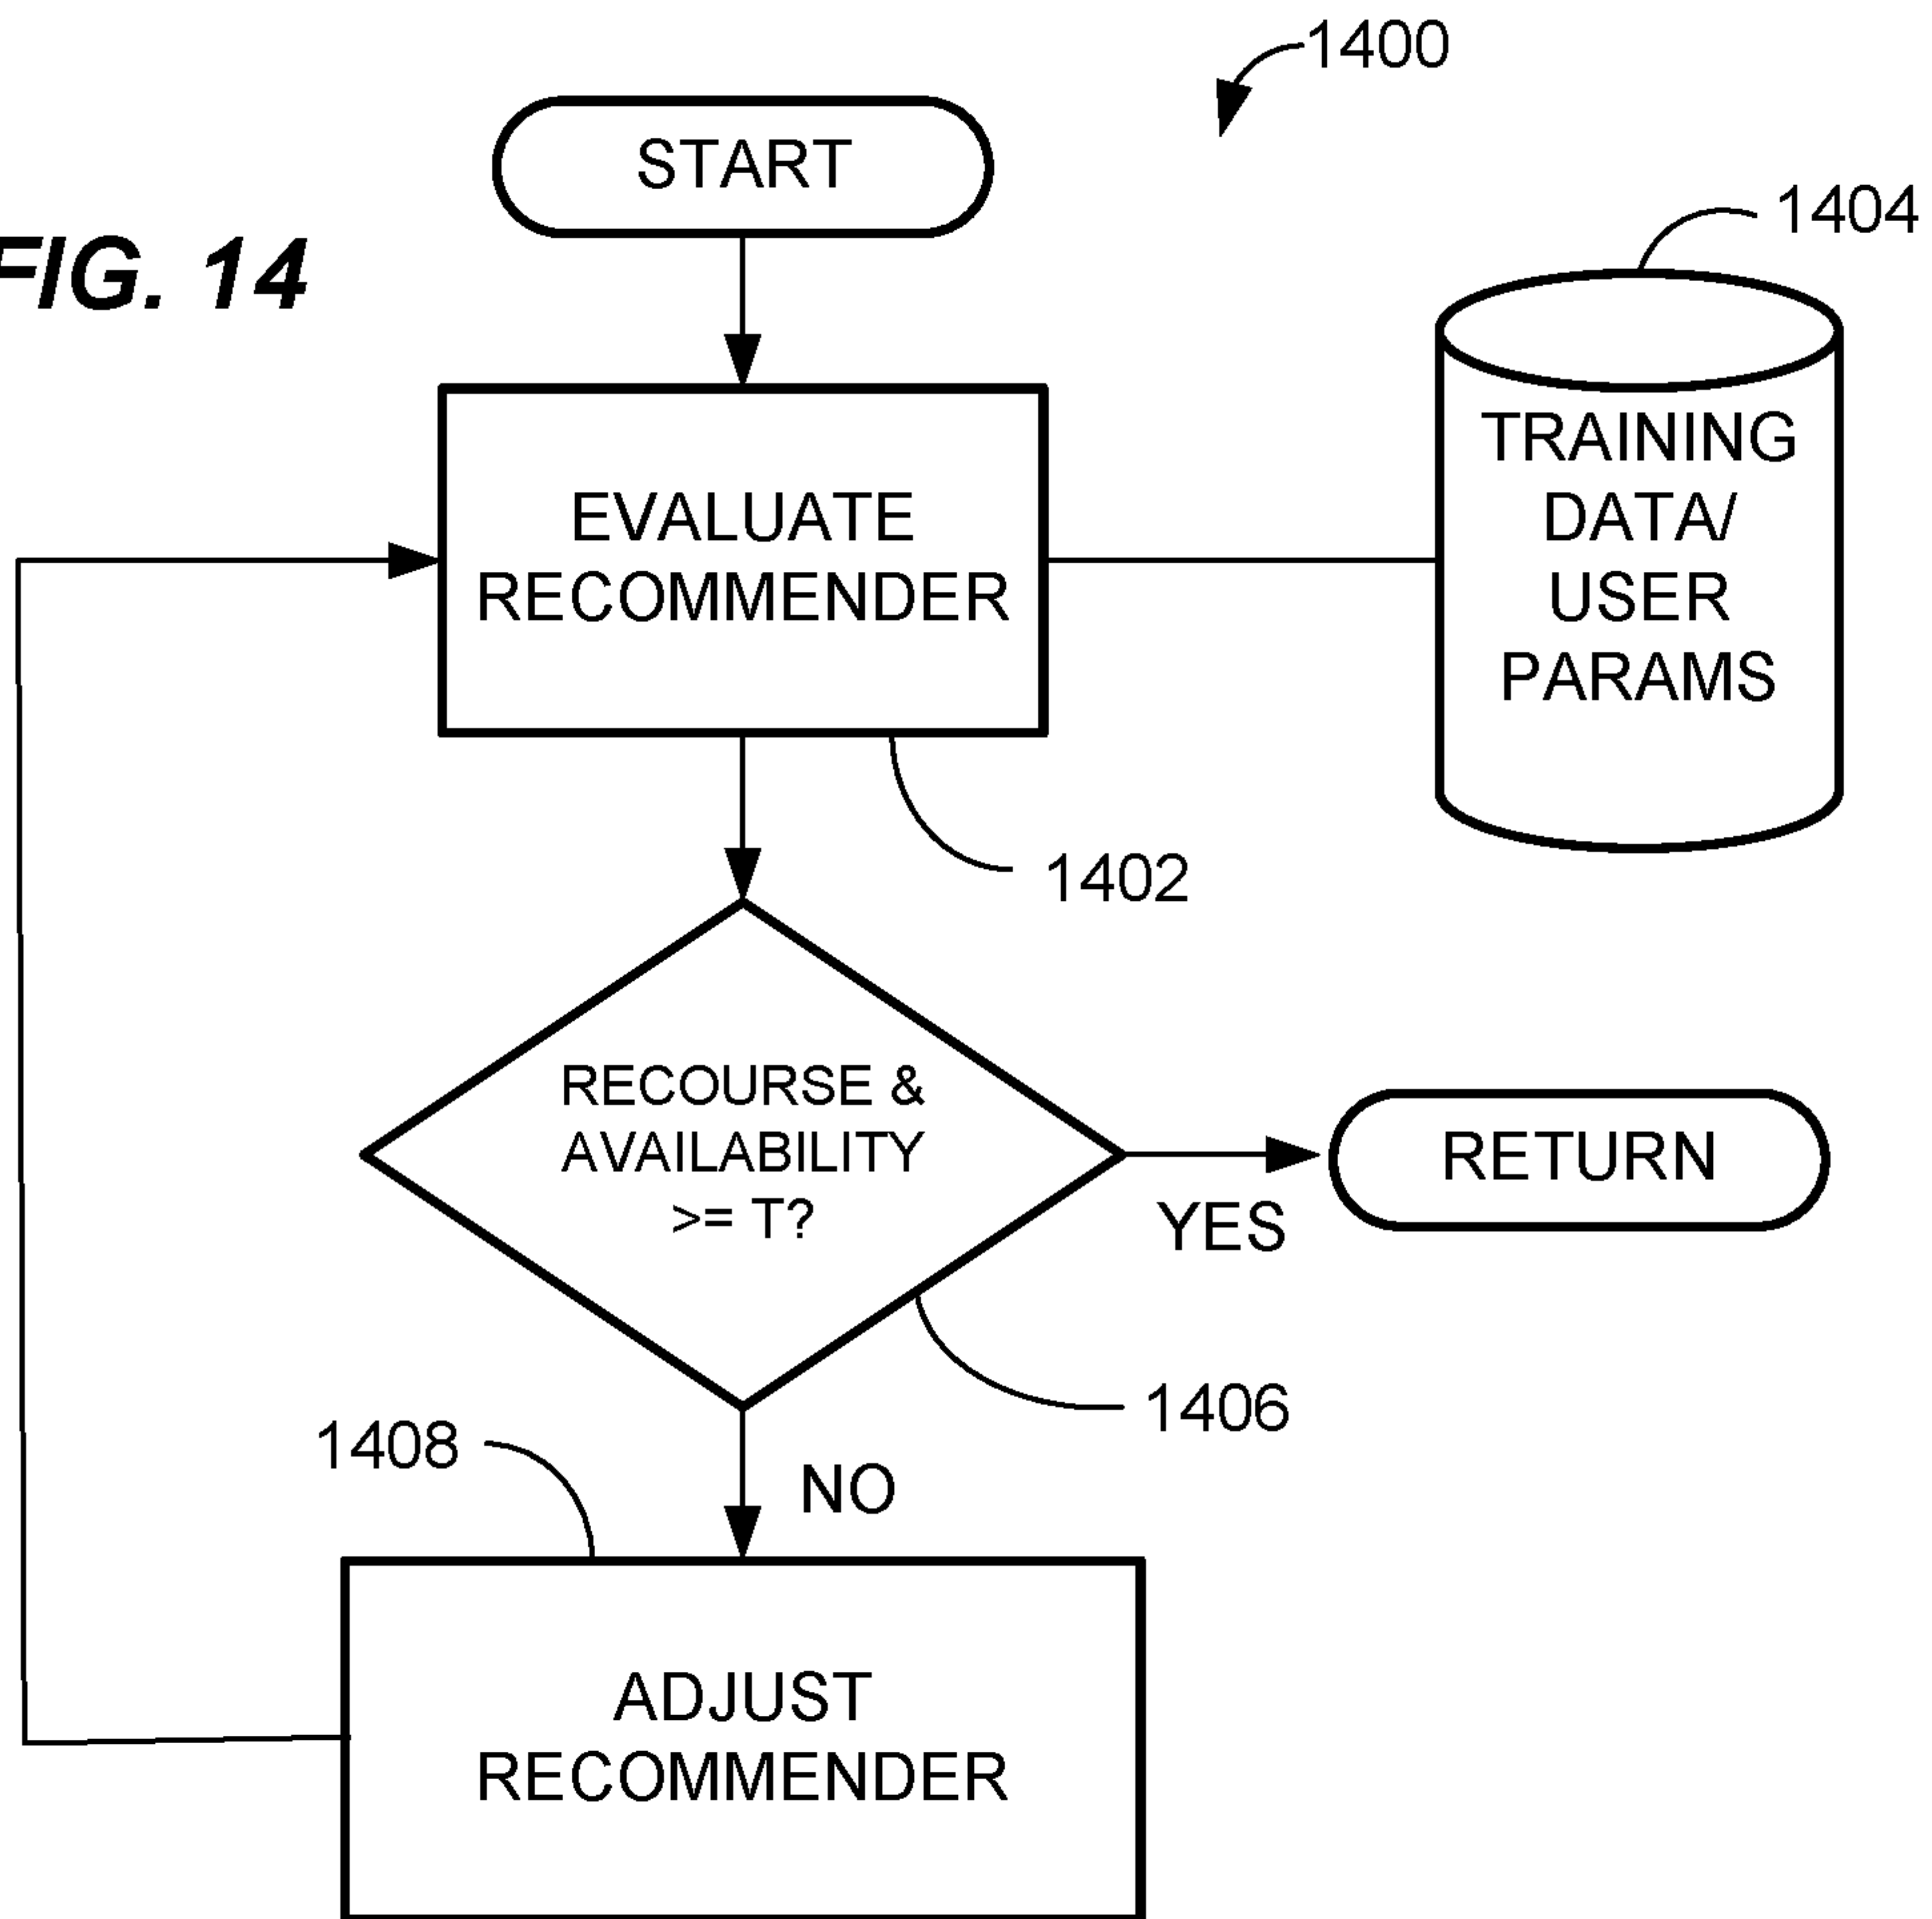 1400
START
1404
FIG. 14
TRAINING
DATA/
USER
PARAMS
EVALUATE
RECOMMENDER
1402
RECOURSE &
AVAILABILITY
>= T?
RETURN
YES
1406
1408
NO
ADJUST
RECOMMENDER